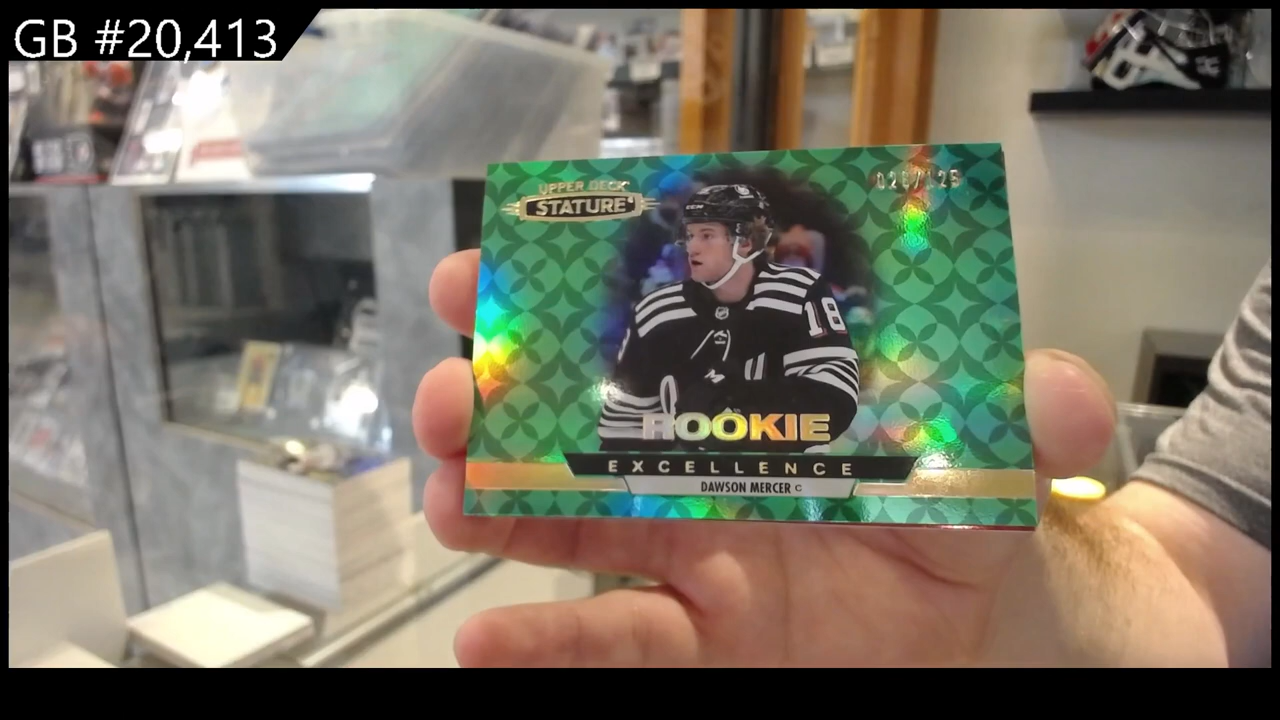 GB #20,413
UPPER DECK
STATURE
18
ROOKIE
EXCELLENCE
DAWSON MERCER C